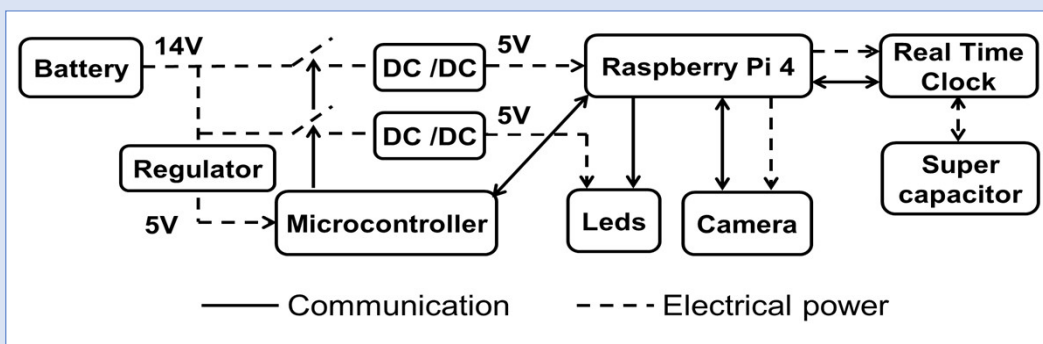 14V
5V
Battery
DC /DC
Raspberry Pi 4
Real Time
Clock
5V
DC /DC
Regulator
Super
capacitor
5V
Microcontroller
Leds
Camera
Communication
Electrical power